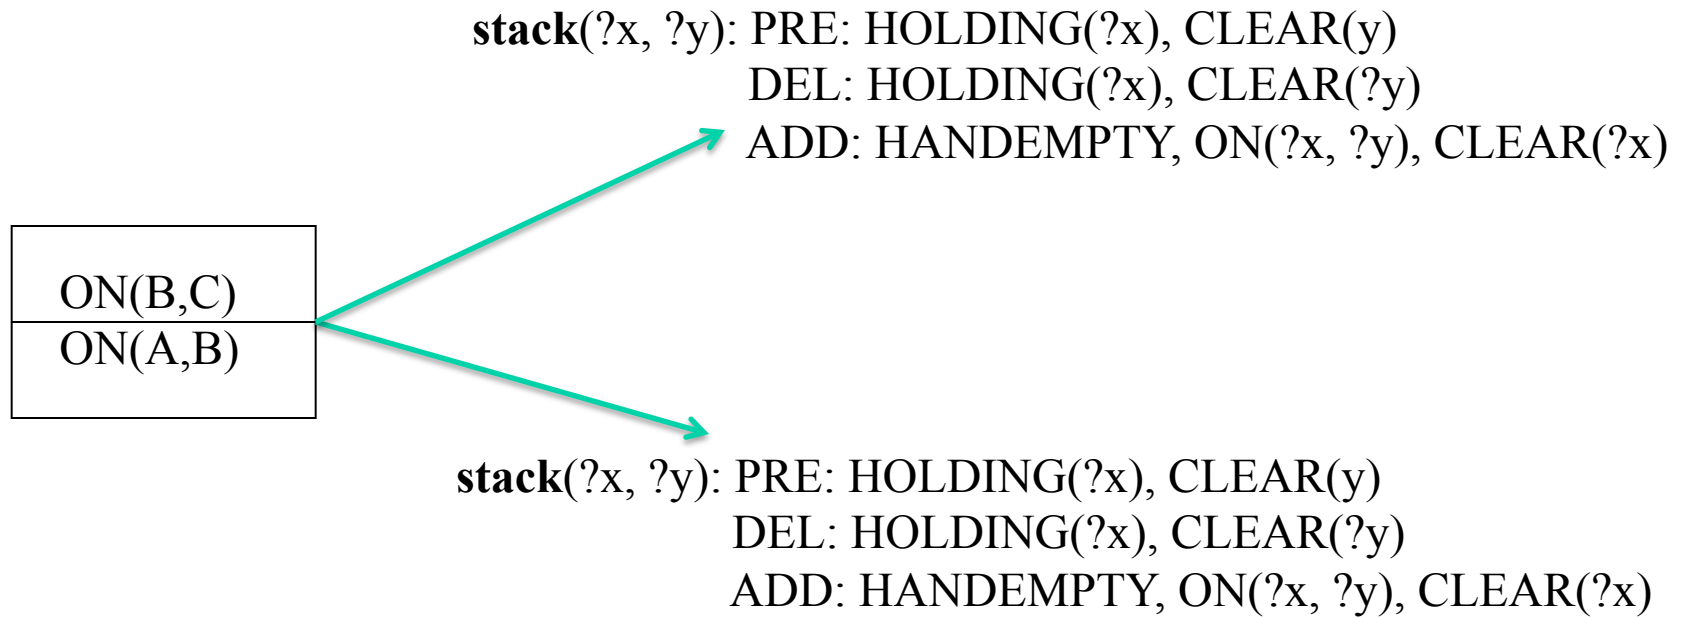 stack(?x, ?y): PRE: HOLDING(?x), CLEAR(y)
DEL: HOLDING(?x), CLEAR(?y)
ADD: HANDEMPTY, ON(?x, ?y), CLEAR(?x)
ON(B,C)
ON(A,B)
stack(?x, ?y): PRE: HOLDING(?x), CLEAR(y)
DEL: HOLDING(?x), CLEAR(?y)
ADD: HANDEMPTY, ON(?x, ?y), CLEAR(?x)